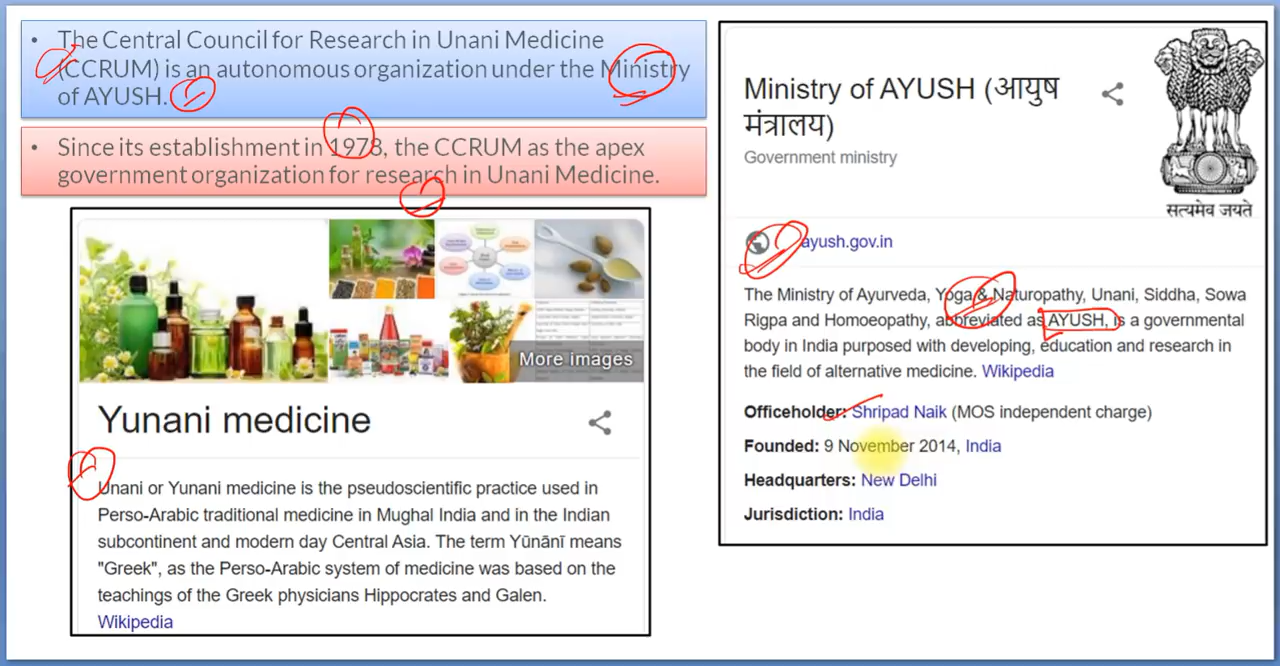 • The Central Council for Research in Unani Medicine
(CCRUM) is an autonomous organization under the Ministry
of AYUSH.
• Since its establishment in 1978, the CCRUM as the apex
government organization for research in Unani Medicine.
More images
Yunani medicine
Unani or Yunani medicine is the pseudoscientific practice used in
Perso-Arabic traditional medicine in Mughal India and in the Indian
subcontinent and modern day Central Asia. The term Yūnānī means
"Greek", as the Perso-Arabic system of medicine was based on the
teachings of the Greek physicians Hippocrates and Galen.
Wikipedia
Ministry of AYUSH (आयुष
मंत्रालय)
Government ministry
सत्यमेव जयते
ayush.gov.in
The Ministry of Ayurveda, Yoga & Naturopathy, Unani, Siddha, Sowa
Rigpa and Homoeopathy, abbreviated as AYUSH, is a governmental
body in India purposed with developing, education and research in
the field of alternative medicine. Wikipedia
Officeholder: Shripad Naik (MOS independent charge)
Founded: 9 November 2014, India
Headquarters: New Delhi
Jurisdiction: India